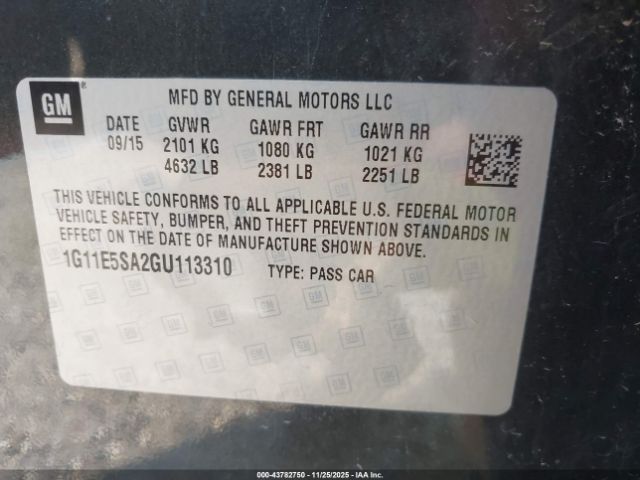 GM ®
MFD BY GENERAL MOTORS LLC
DATE GVWR GAWR FRT GAWR RR
09/15 2101 KG 1080 KG 1021 KG
4632 LB 2381 LB 2251 LB
THIS VEHICLE CONFORMS TO ALL APPLICABLE U.S. FEDERAL MOTOR
VEHICLE SAFETY, BUMPER, AND THEFT PREVENTION STANDARDS IN
EFFECT ON THE DATE OF MANUFACTURE SHOWN ABOVE.
1G11E5SA2GU113310 TYPE: PASS CAR
000-43782750 - 11/25/2025 - IAA